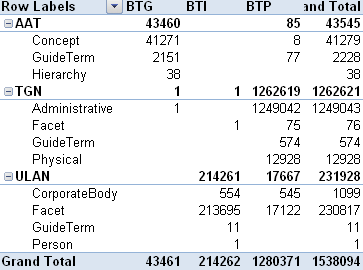 Row Labels BTG BTI BTP and Total
AAT 43460 85 43545
Concept 41271 8 41279
GuideTerm 2151 77 2228
Hierarchy 38 38
TGN 1 1 1262619 1262621
Administrative 1 1249042 1249043
Facet 1 75 76
GuideTerm 574 574
Physical 12928 12928
ULAN 214261 17667 231928
CorporateBody 554 545 1099
Facet 213695 17122 230817
GuideTerm 11 11
Person 1 1
Grand Total 43461 214262 1280371 1538094